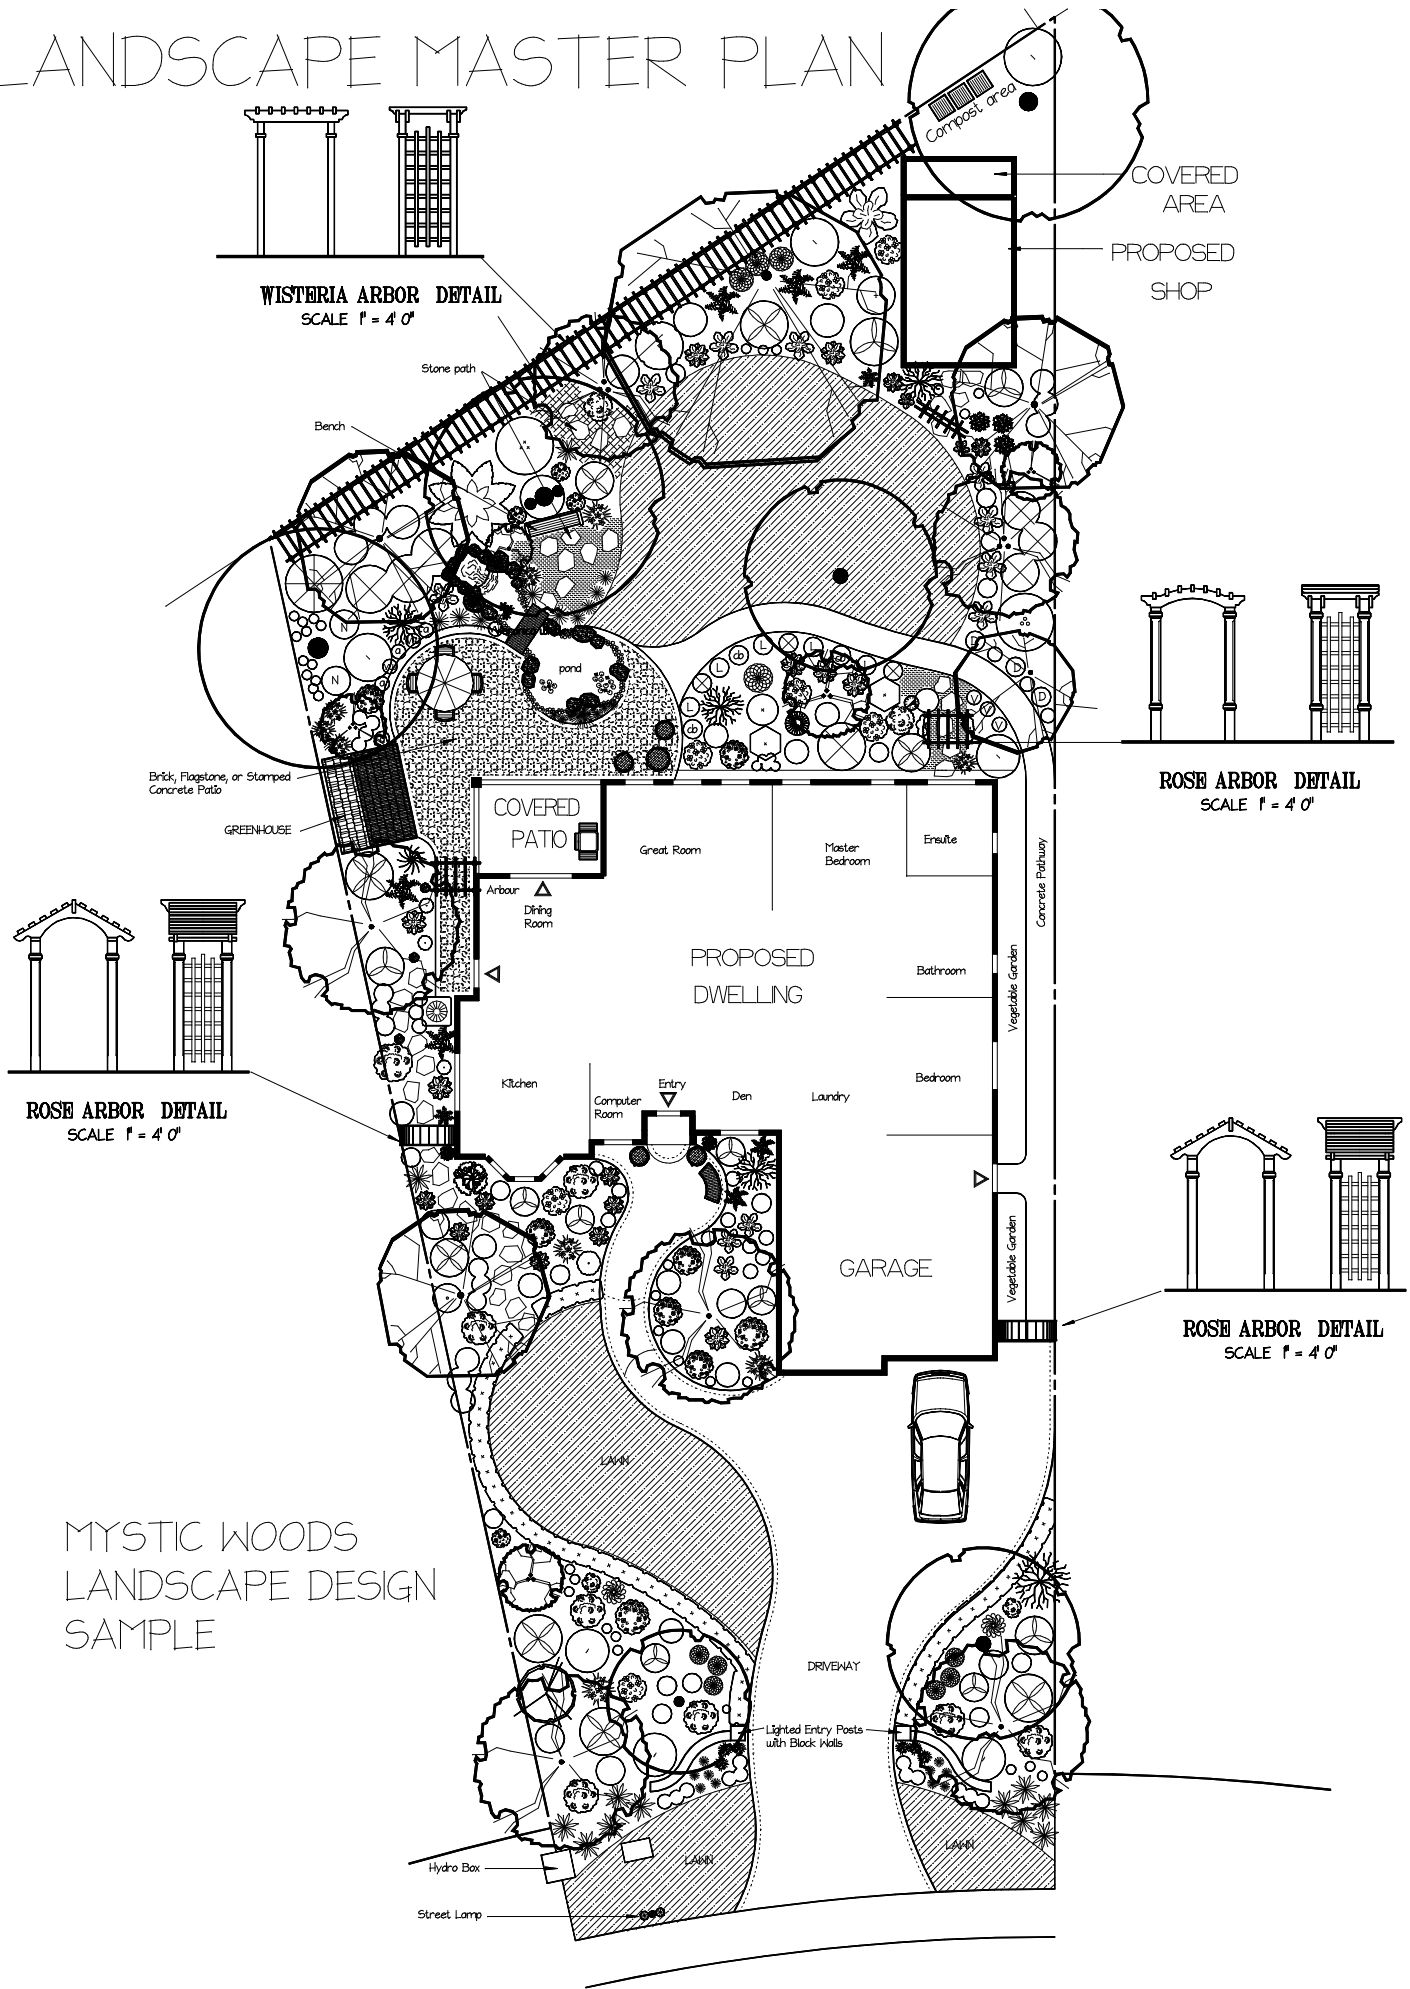 LANDSCAPE MASTER PLAN
Compost area
COVERED
AREA
PROPOSED
SHOP
WISTERIA ARBOR DETAIL
SCALE 1" = 4' 0"
Stone path
Bench
pond
N
N
L
cb
L
L
L
L
L
cb
D
D
V
V
V
ROSE ARBOR DETAIL
SCALE 1" = 4' 0"
Brick, Flagstone, or Stamped
Concrete Patio
GREENHOUSE
COVERED
PATIO
Great Room
Master
Bedroom
Ensuite
Concrete Pathway
Arbour
Dining
Room
PROPOSED
DWELLING
Bathroom
Vegetable Garden
Kitchen
Computer
Room
Entry
Den
Laundry
Bedroom
ROSE ARBOR DETAIL
SCALE 1" = 4' 0"
GARAGE
Vegetable Garden
ROSE ARBOR DETAIL
SCALE 1" = 4' 0"
LAWN
MYSTIC WOODS
LANDSCAPE DESIGN
SAMPLE
DRIVEWAY
Lighted Entry Posts
with Block Walls
LAWN
LAWN
Hydro Box
Street Lamp